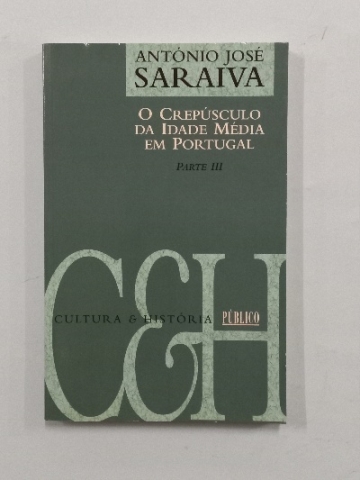 ANTÓNIO JOSÉ
SARAIVA
O CREPÚSCULO
DA IDADE MÉDIA
EM PORTUGAL
PARTE III
C&H
CULTURA & HISTÓRIA PÚBLICO